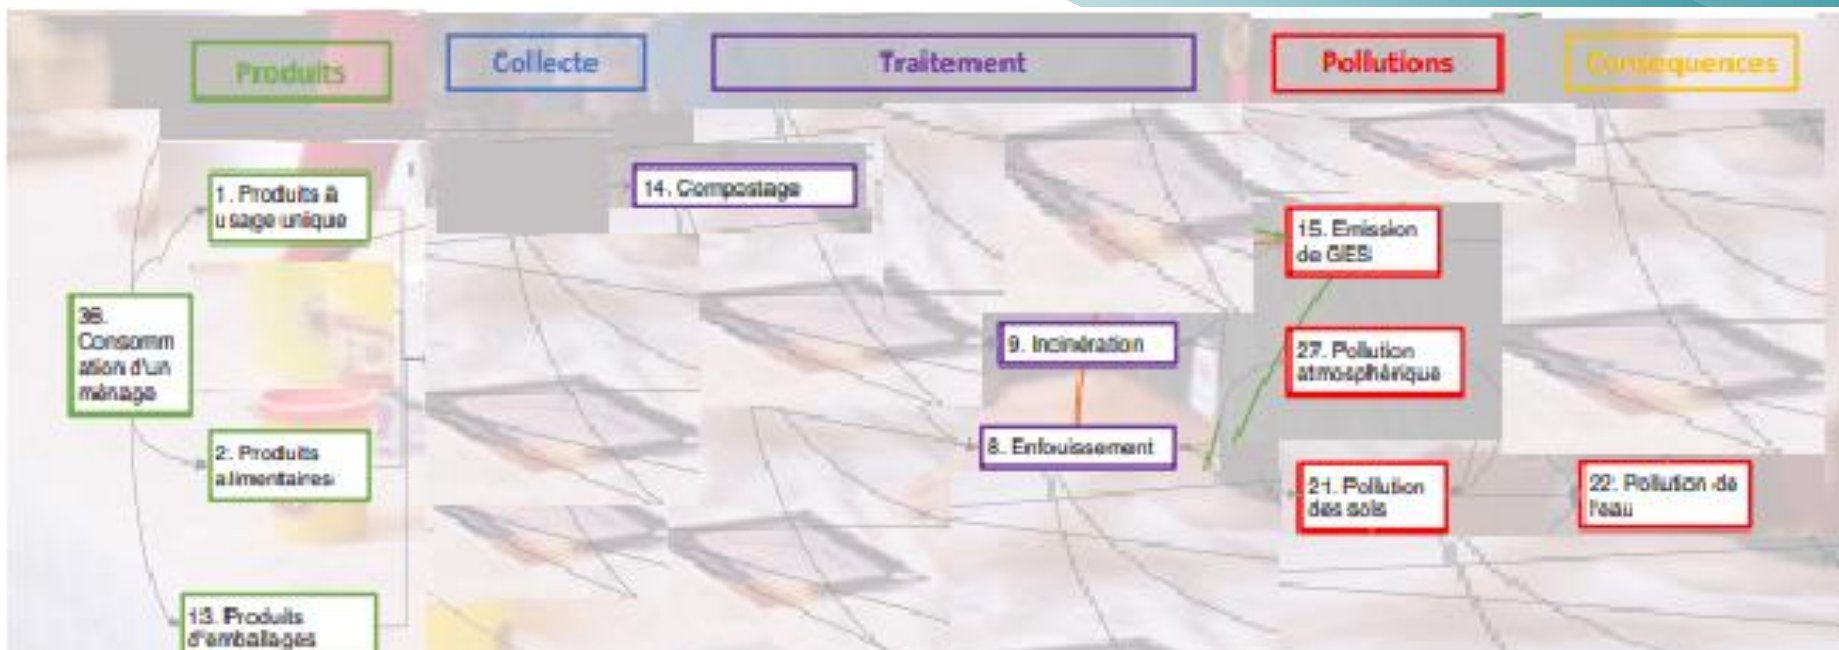 Produits
Collecte
Traitement
Pollutions
Conséquences
1. Produits à
usage unique
14. Compostage
15. Emission
de GES
36.
Consomm
ation d'un
ménage
9. Incinération
27. Pollution
atmosphérique
2. Produits
alimentaires
8. Enfouissement
21. Pollution
des sols
22. Pollution de
l'eau
13. Produits
d'emballages